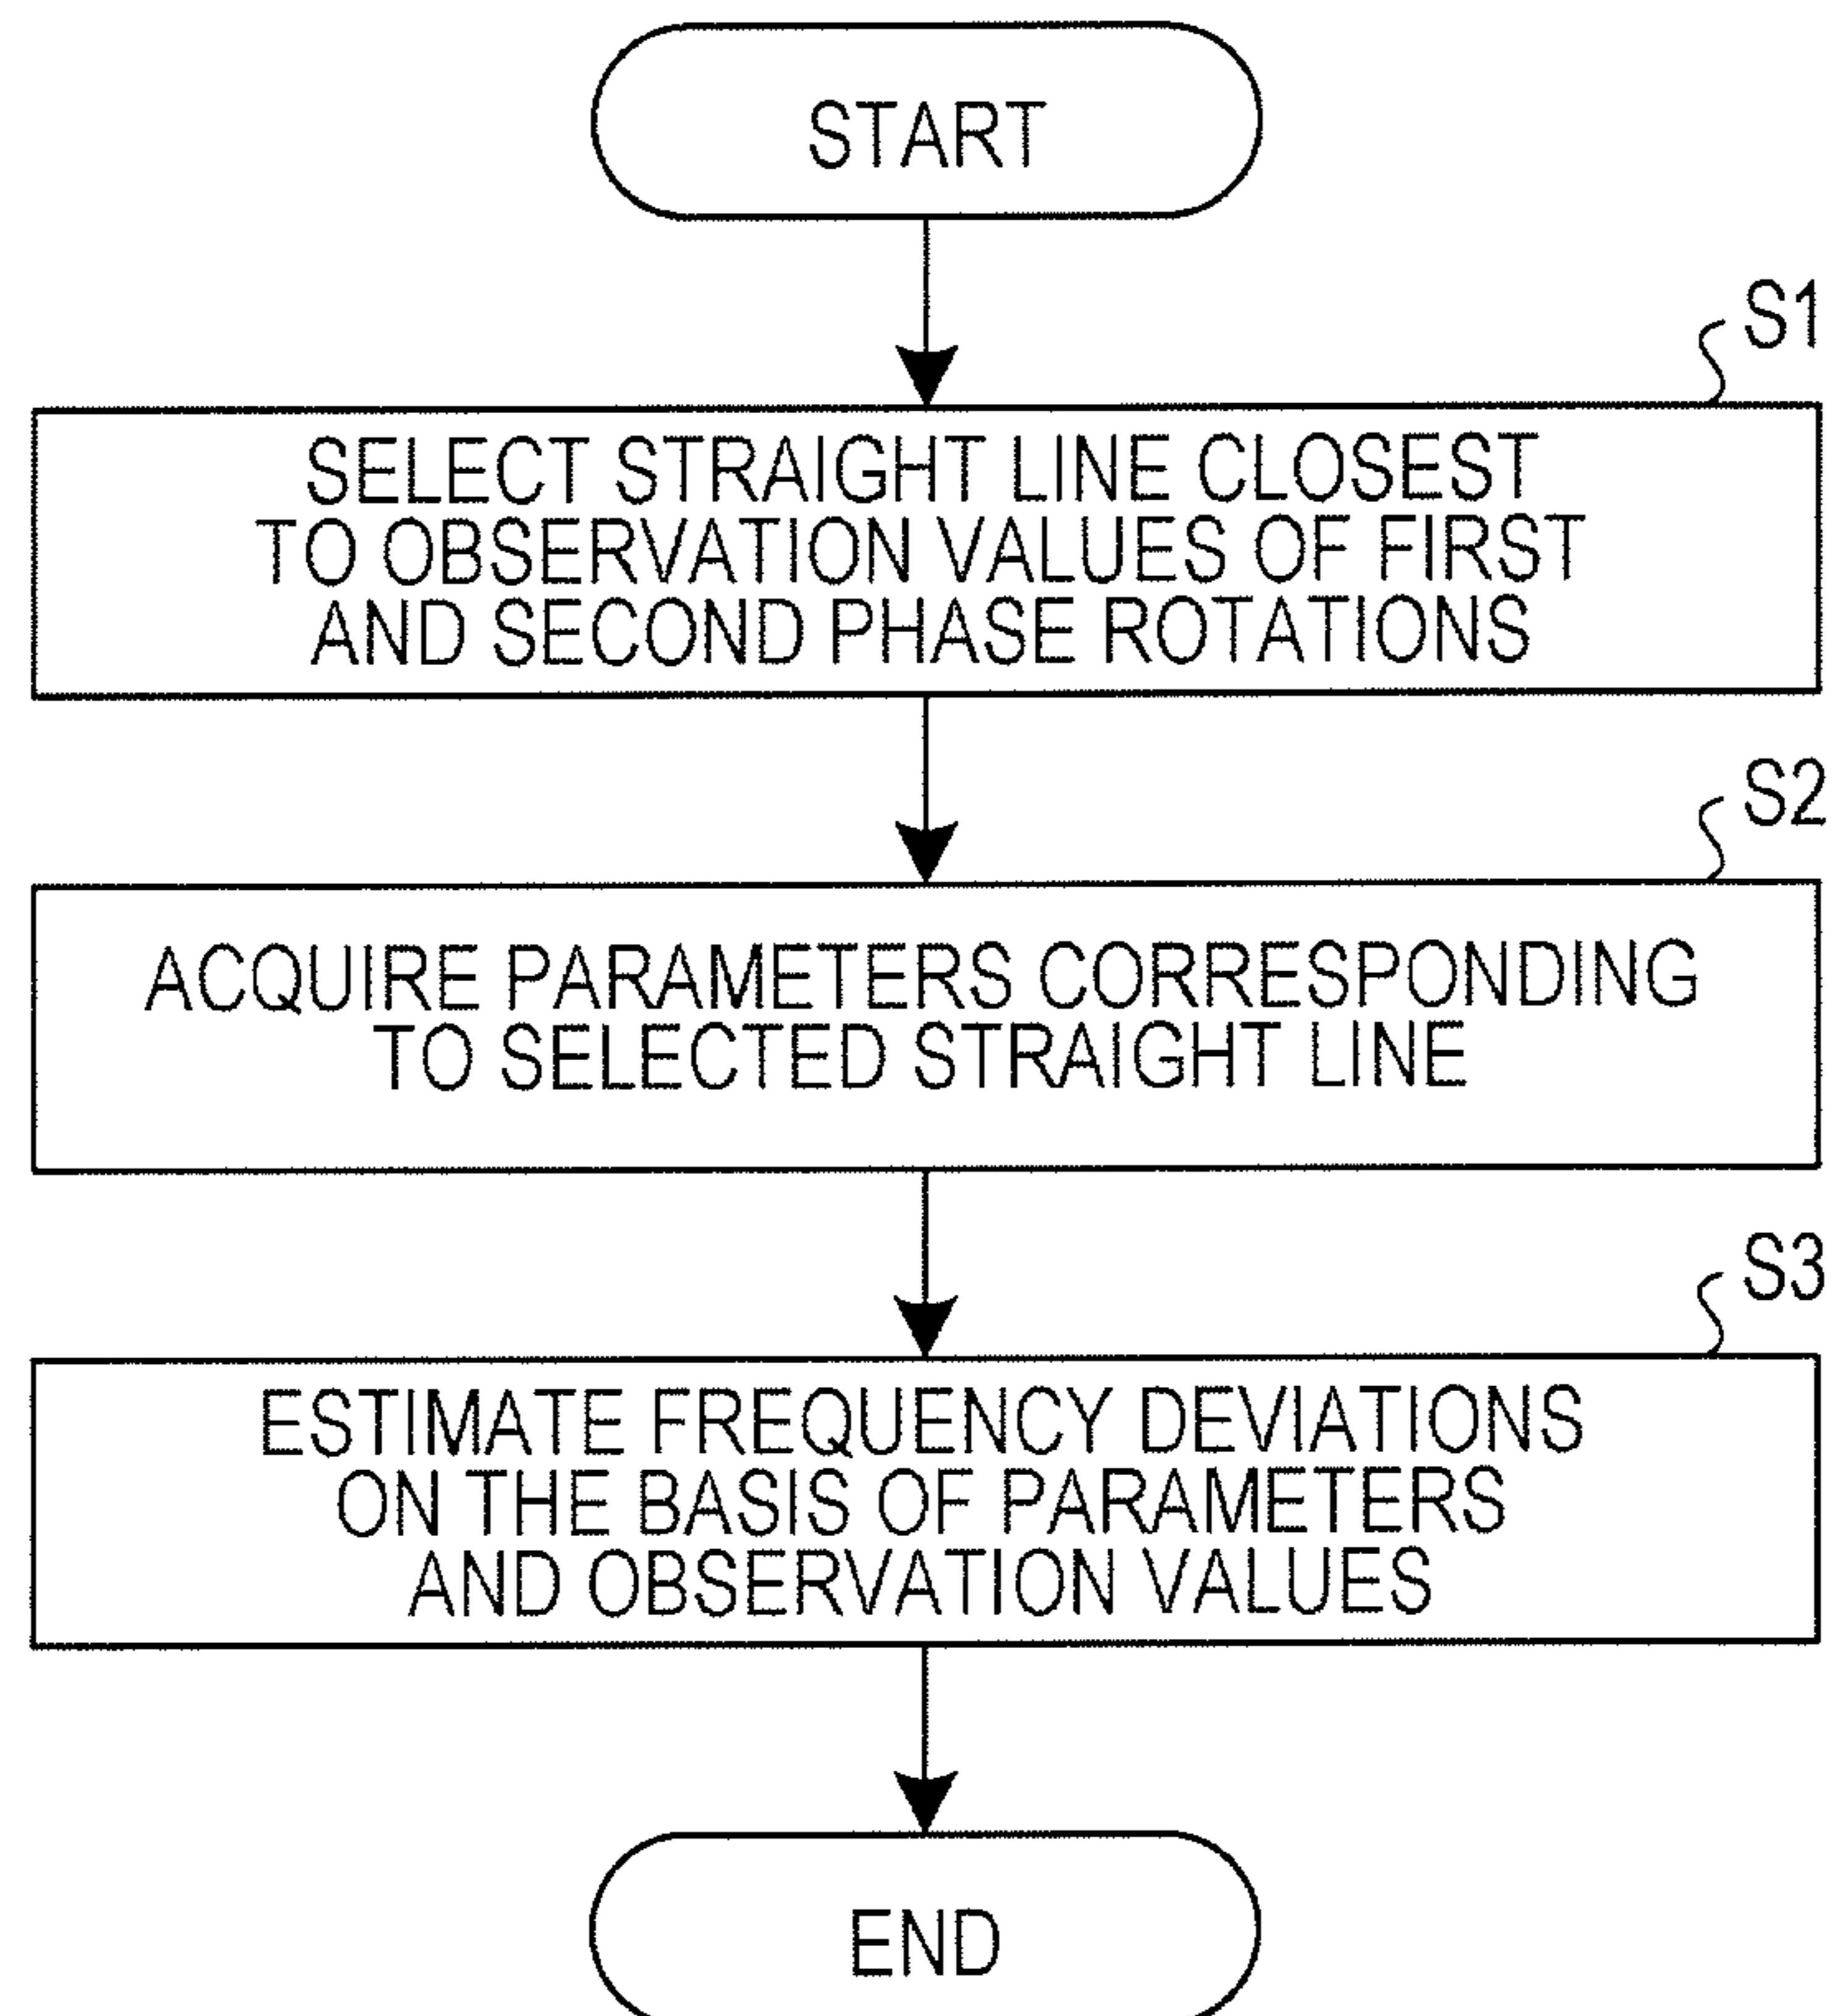 START
S1
SELECT STRAIGHT LINE CLOSEST
TO OBSERVATION VALUES OF FIRST
AND SECOND PHASE ROTATIONS
S2
ACQUIRE PARAMETERS CORRESPONDING
TO SELECTED STRAIGHT LINE
S3
ESTIMATE FREQUENCY DEVIATIONS
ON THE BASIS OF PARAMETERS
AND OBSERVATION VALUES
END